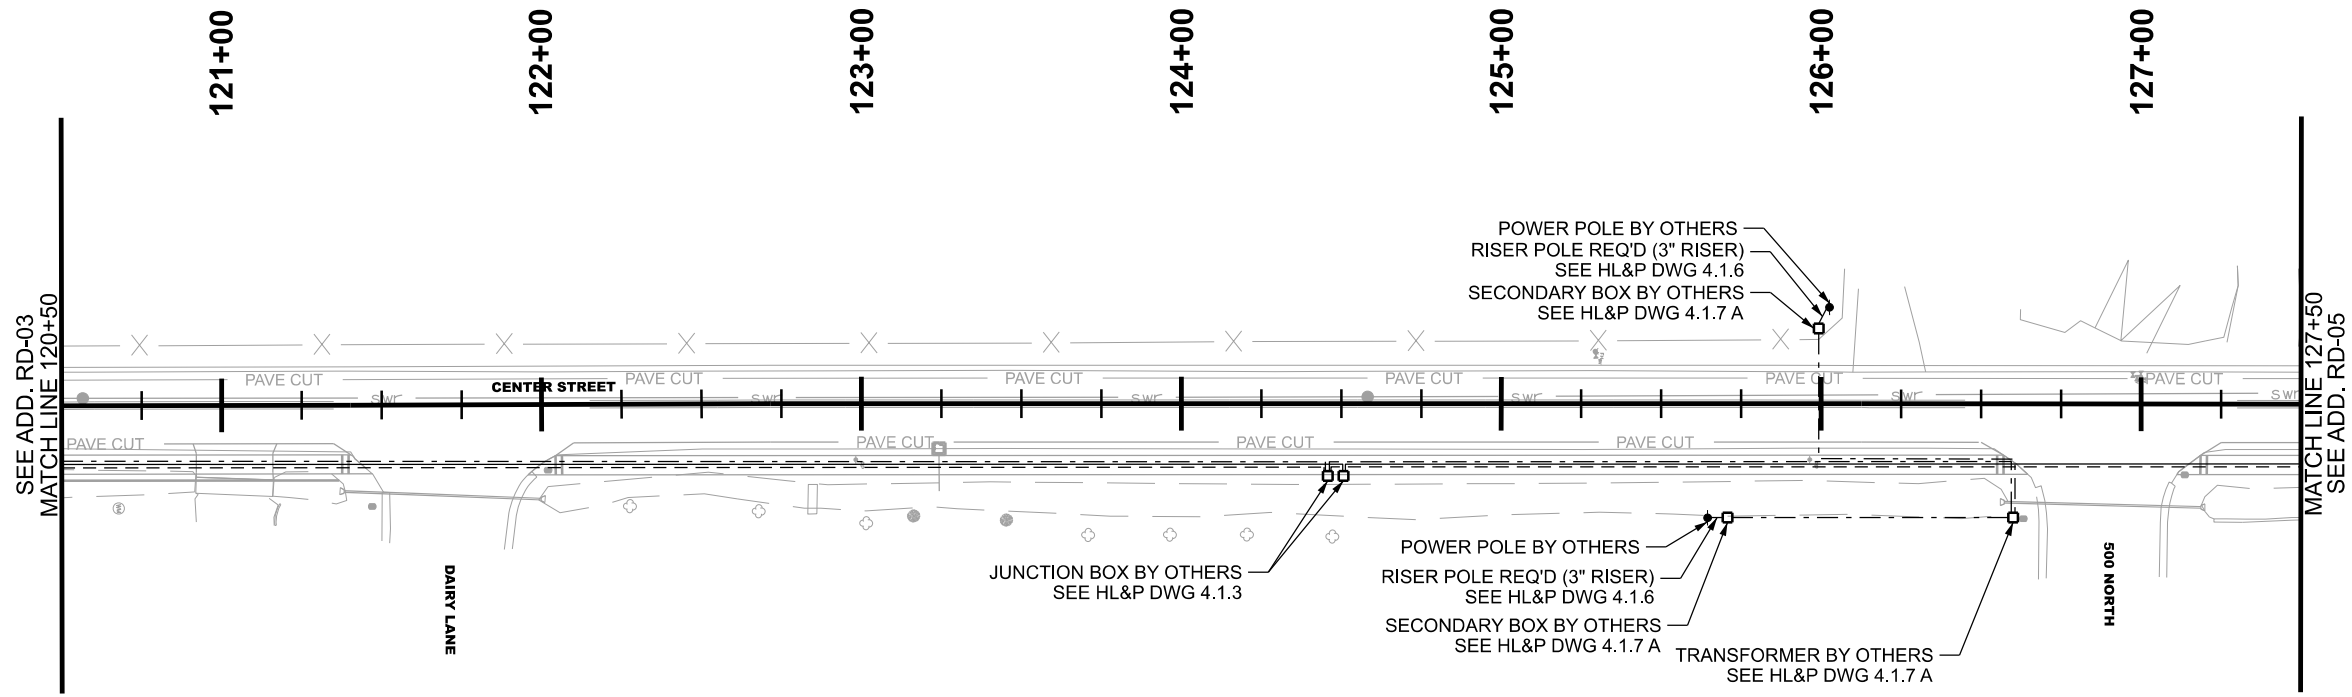 121+00
122+00
123+00
124+00
125+00
126+00
127+00
SEE ADD. RD-03
MATCH LINE 120+50
POWER POLE BY OTHERS
RISER POLE REQ'D (3" RISER)
SEE HL&P DWG 4.1.6
SECONDARY BOX BY OTHERS
SEE HL&P DWG 4.1.7 A
MATCH LINE 127+50
SEE ADD. RD-05
PAVE CUT
PAVE CUT
PAVE CUT
PAVE CUT
PAVE CUT
PAVE CUT
CENTER STREET
swr
swr
swr
swr
swr
swr
PAVE CUT
PAVE CUT
PAVE CUT
PAVE CUT
JUNCTION BOX BY OTHERS
SEE HL&P DWG 4.1.3
POWER POLE BY OTHERS
RISER POLE REQ'D (3" RISER)
SEE HL&P DWG 4.1.6
SECONDARY BOX BY OTHERS
SEE HL&P DWG 4.1.7 A
TRANSFORMER BY OTHERS
SEE HL&P DWG 4.1.7 A
DAIRY LANE
500 NORTH